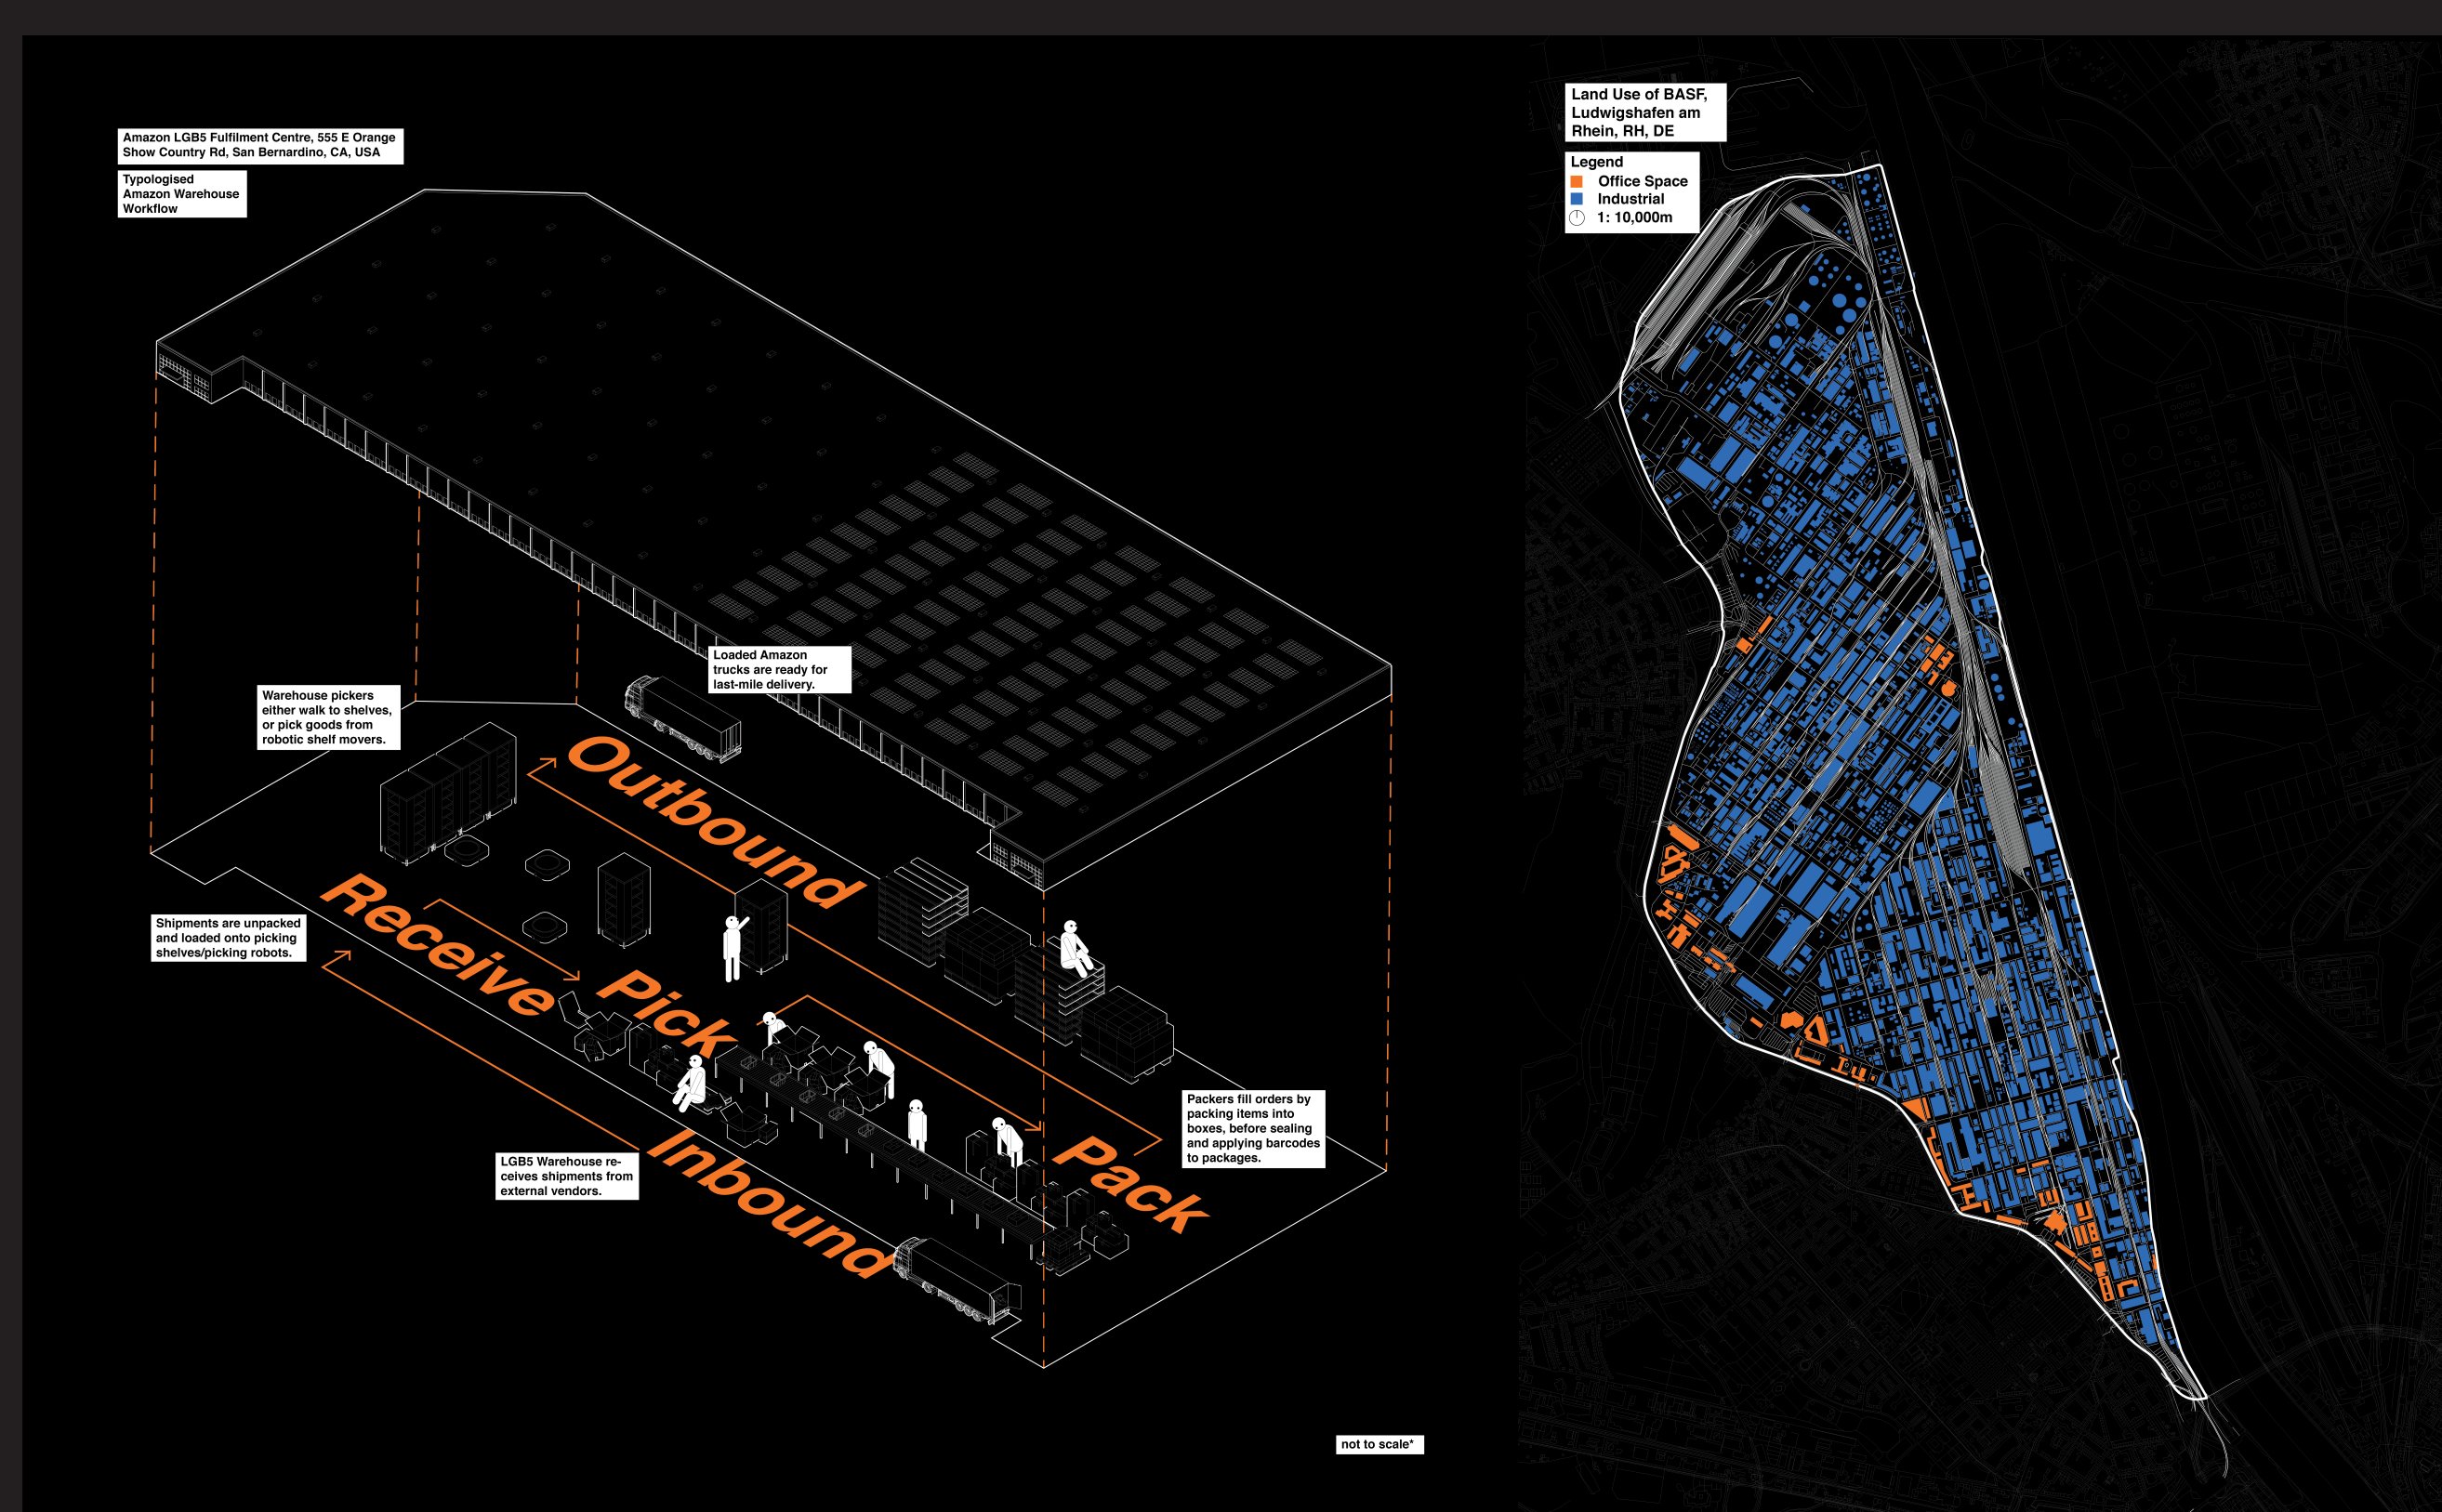 Amazon LGB5 Fulfilment Centre, 555 E Orange
Show Country Rd, San Bernardino, CA, USA
Typologised
Amazon Warehouse
Workflow
Loaded Amazon
trucks are ready for
last-mile delivery.
Warehouse pickers
either walk to shelves,
or pick goods from
robotic shelf movers.
Outbound
Receive
Shipments are unpacked
and loaded onto picking
shelves/picking robots.
Pick
Packers fill orders by
packing items into
boxes, before sealing
and applying barcodes
to packages.
Pack
LGB5 Warehouse re-
ceives shipments from
external vendors.
Inbound
not to scale*
Land Use of BASF,
Ludwigshafen am
Rhein, RH, DE
Legend
Office Space
Industrial
1: 10,000m